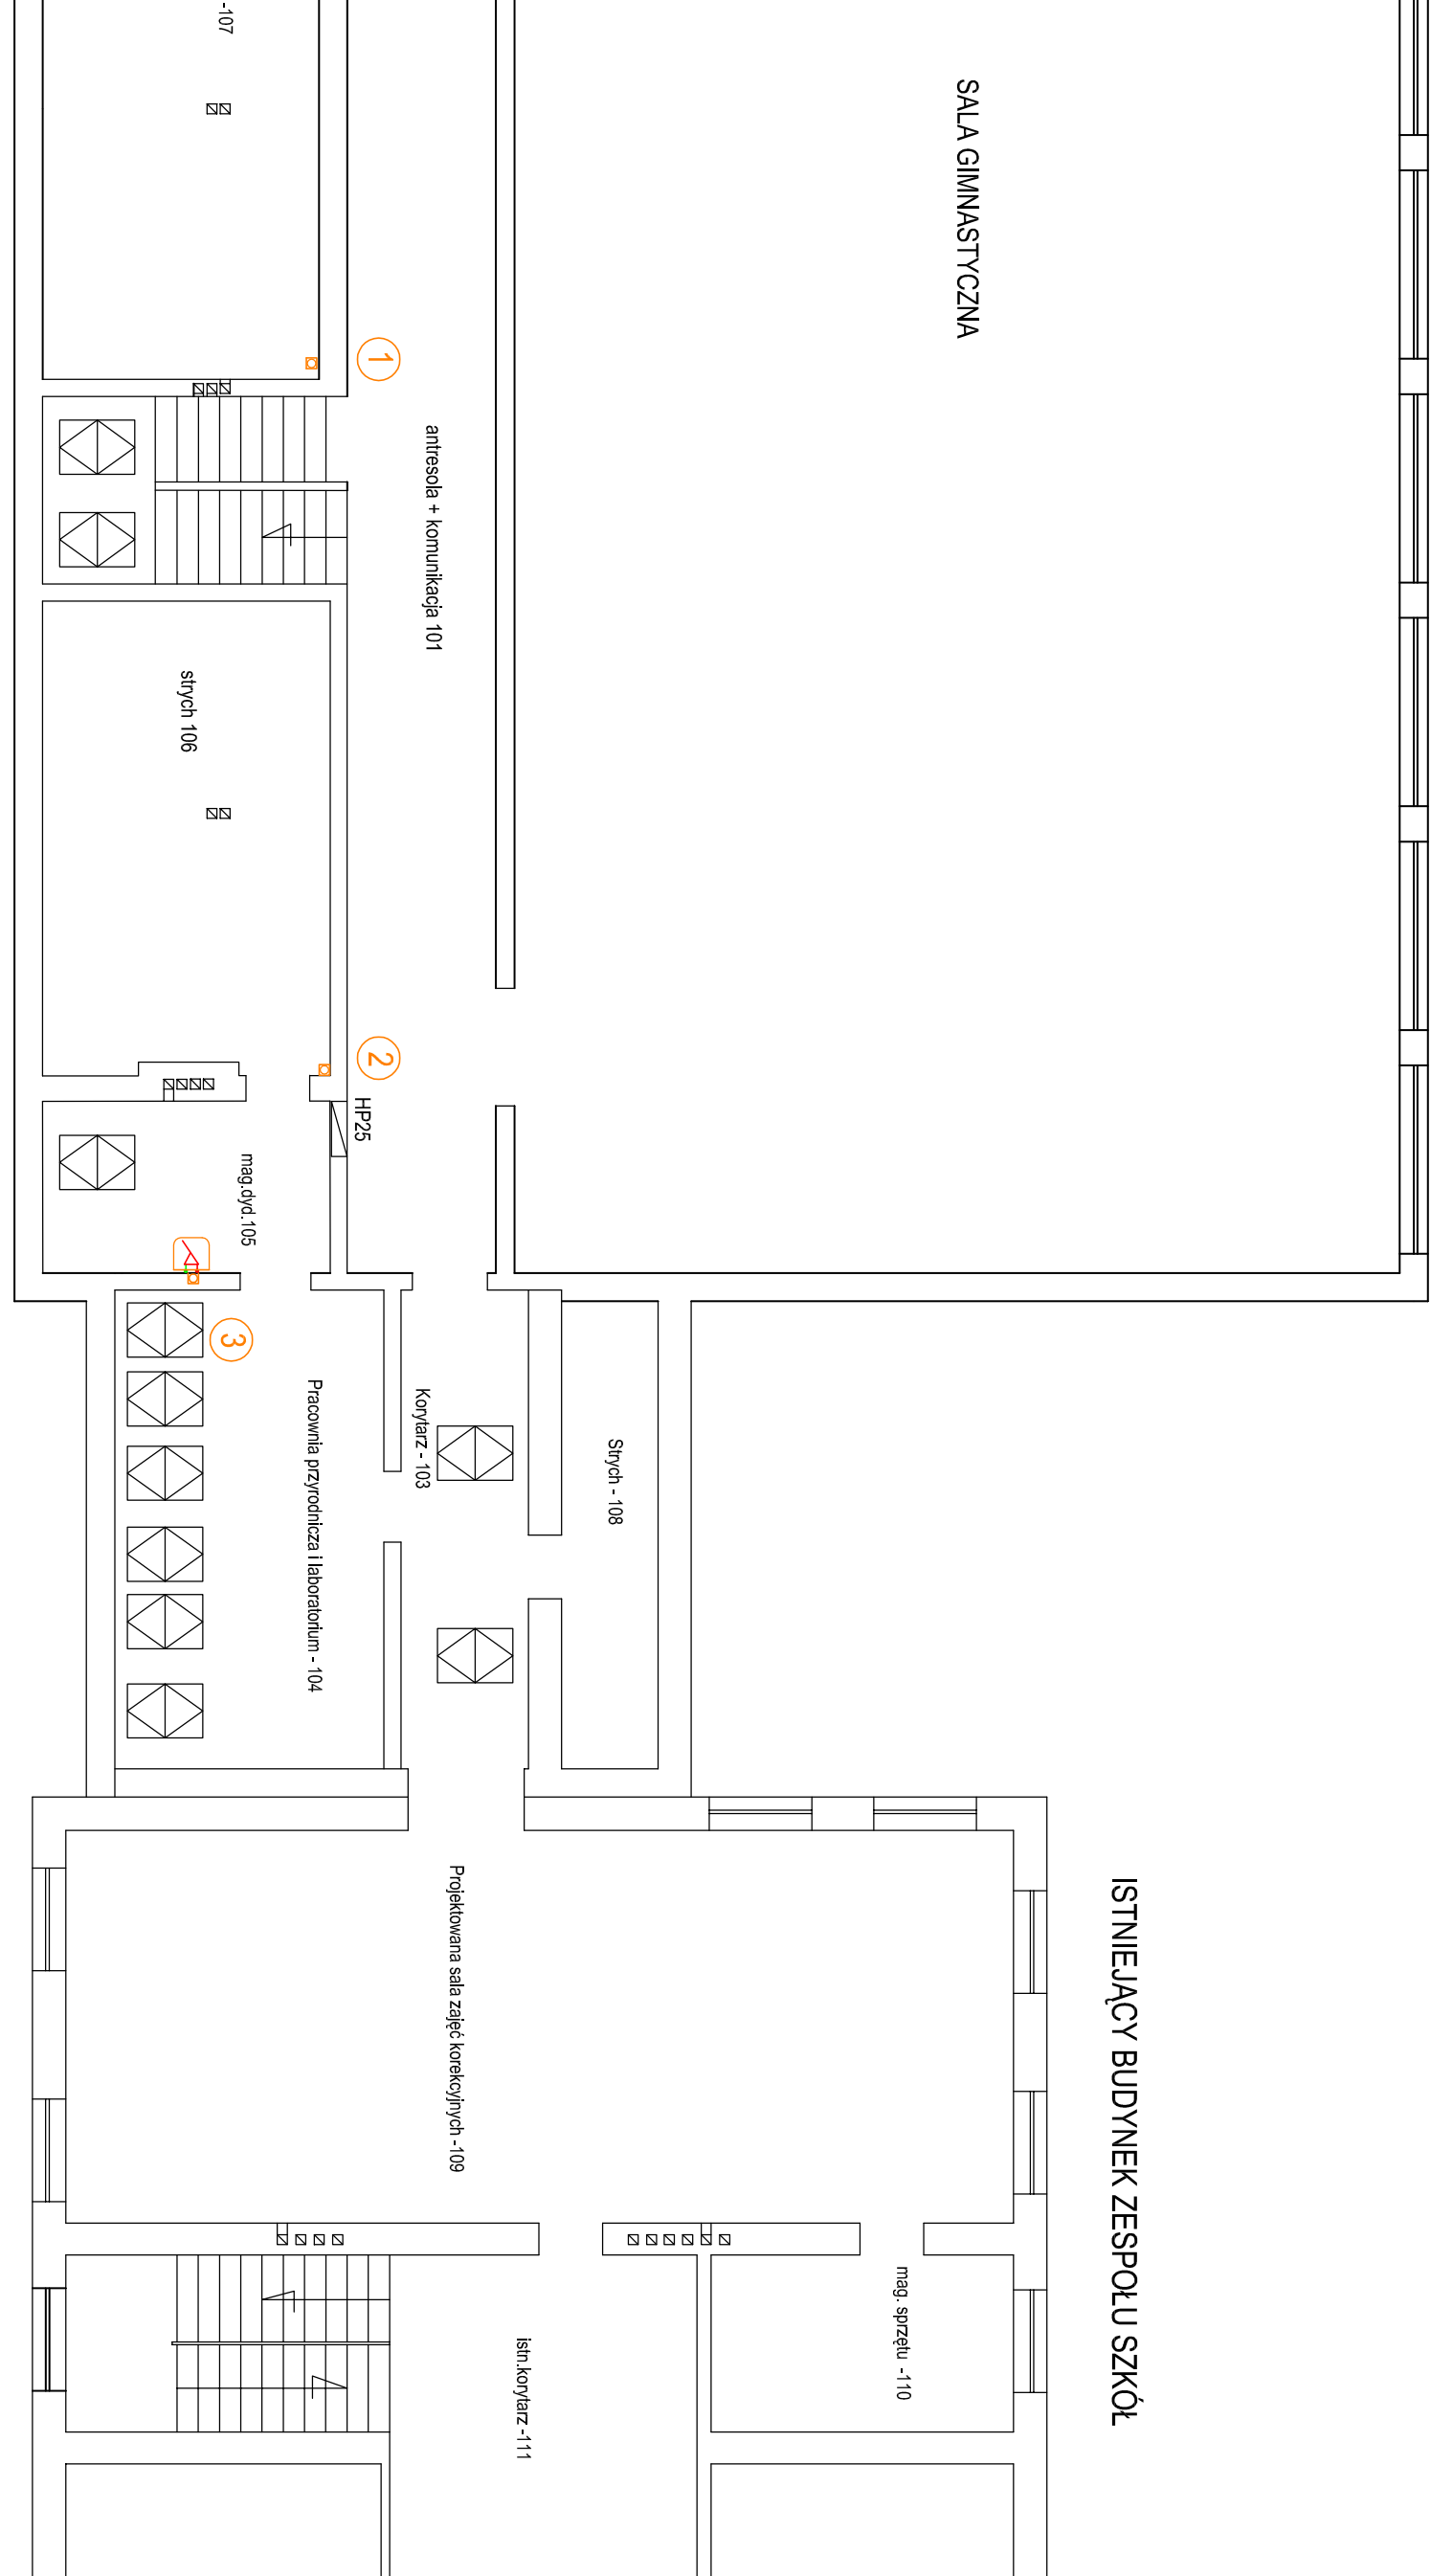 SALA GIMNASTYCZNA
-107
1
antresola + komunikacja 101
strych 106
2
HP25
mag.dyd.105
3
Pracownia przyrodnicza i laboratorium - 104
Korytarz - 103
Strych - 108
ISTNIEJĄCY BUDYNEK ZESPOŁU SZKÓŁ
Projektowana sala zajęć korekcyjnych -109
mag. sprzętu -110
istn.korytarz -111